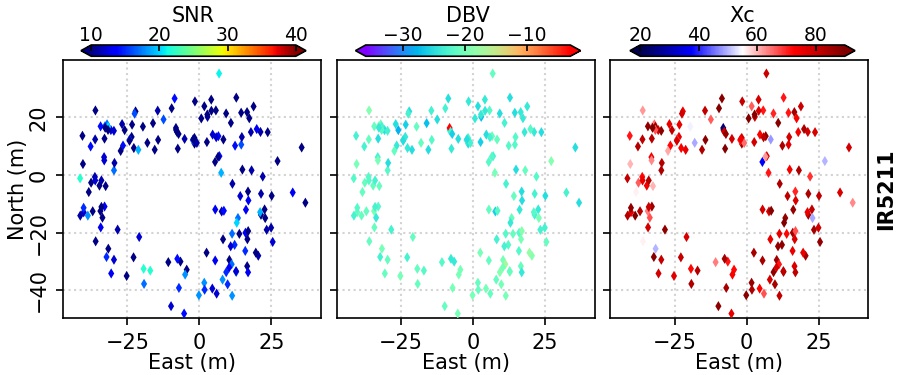 SNR DBV Xc
10 20 30 40 −30 −20 −10 20 40 60 80
20
0
−20
−40
North (m)
IR5211
−25 0 25 −25 0 25 −25 0 25
East (m) East (m) East (m)